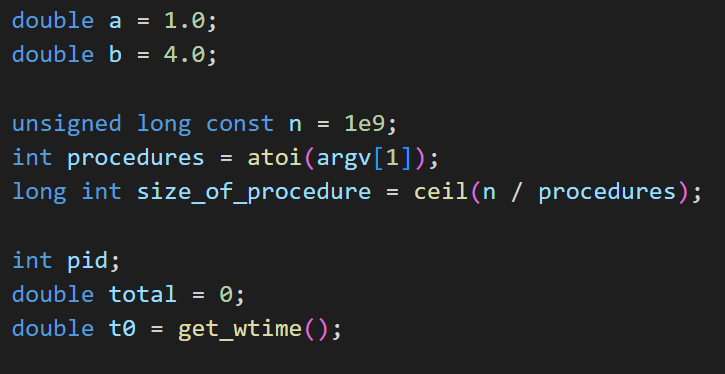 double a = 1.0;
double b = 4.0;
unsigned long const n = 1e9;
int procedures = atoi(argv[1]);
long int size_of_procedure = ceil(n / procedures);
int pid;
double total = 0;
double t0 = get_wtime();